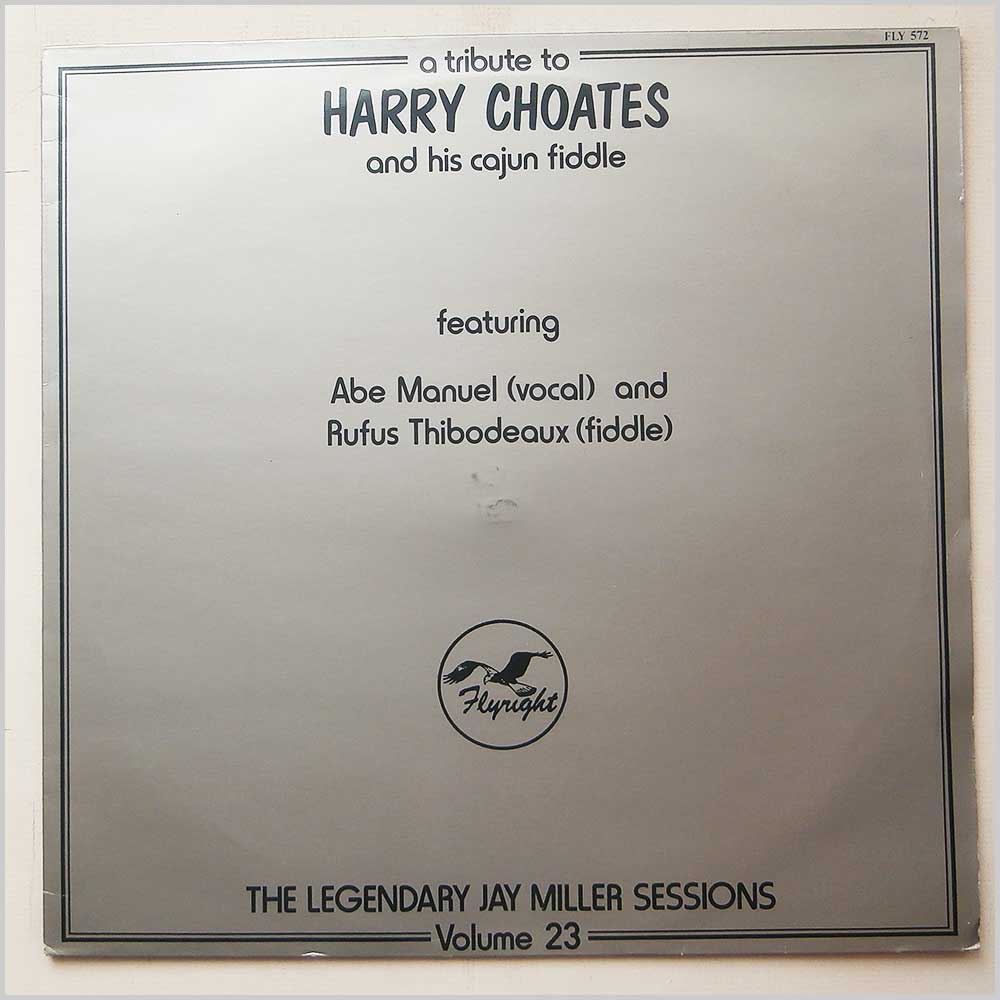 FLY 572
a tribute to
HARRY CHOATES
and his cajun fiddle
featuring
Abe Manuel (vocal) and
Rufus Thibodeaux (fiddle)
Flyright
THE LEGENDARY JAY MILLER SESSIONS
Volume 23